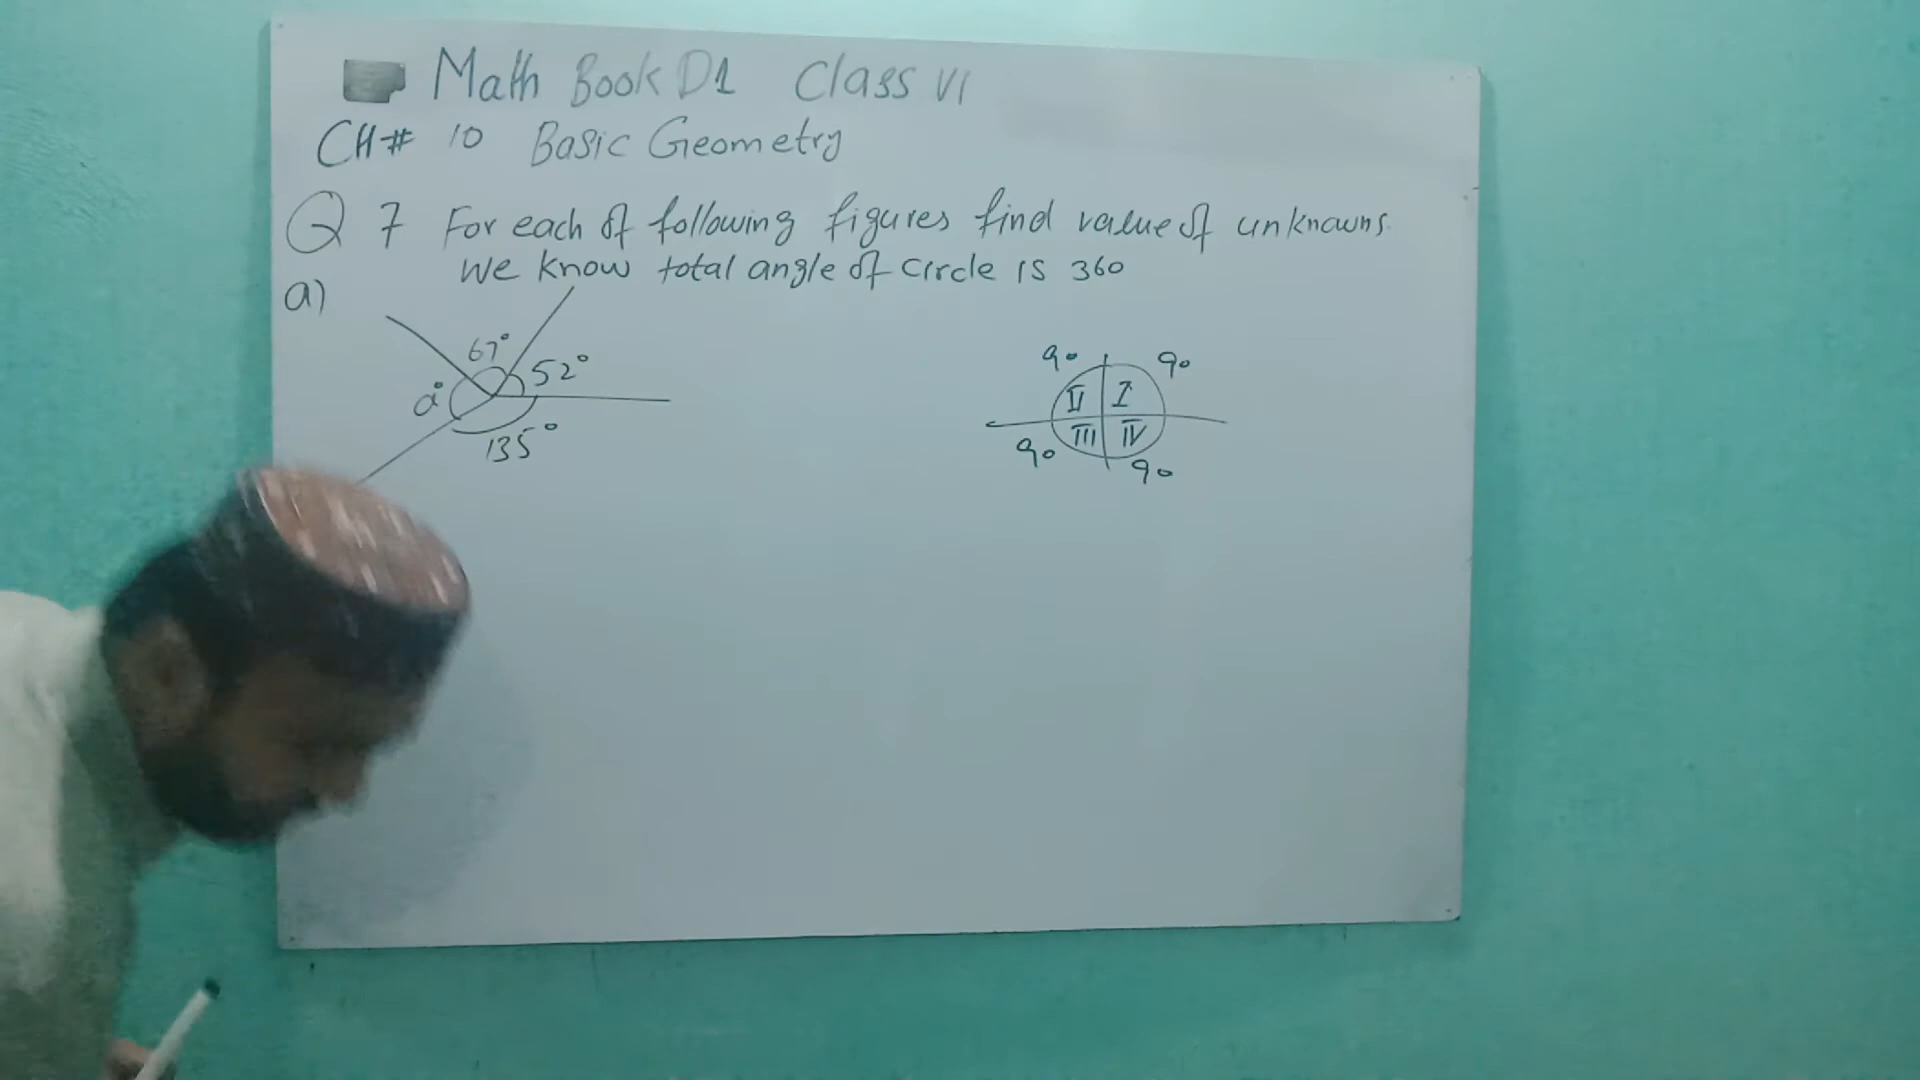 Math Book D1 Class VI
CH# 10 Basic Geometry
Q 7 For each of following figures find value of unknowns.
We know total angle of circle is 360
a)
67°
52°
a°
135°
90 90
II I
III IV
90 90